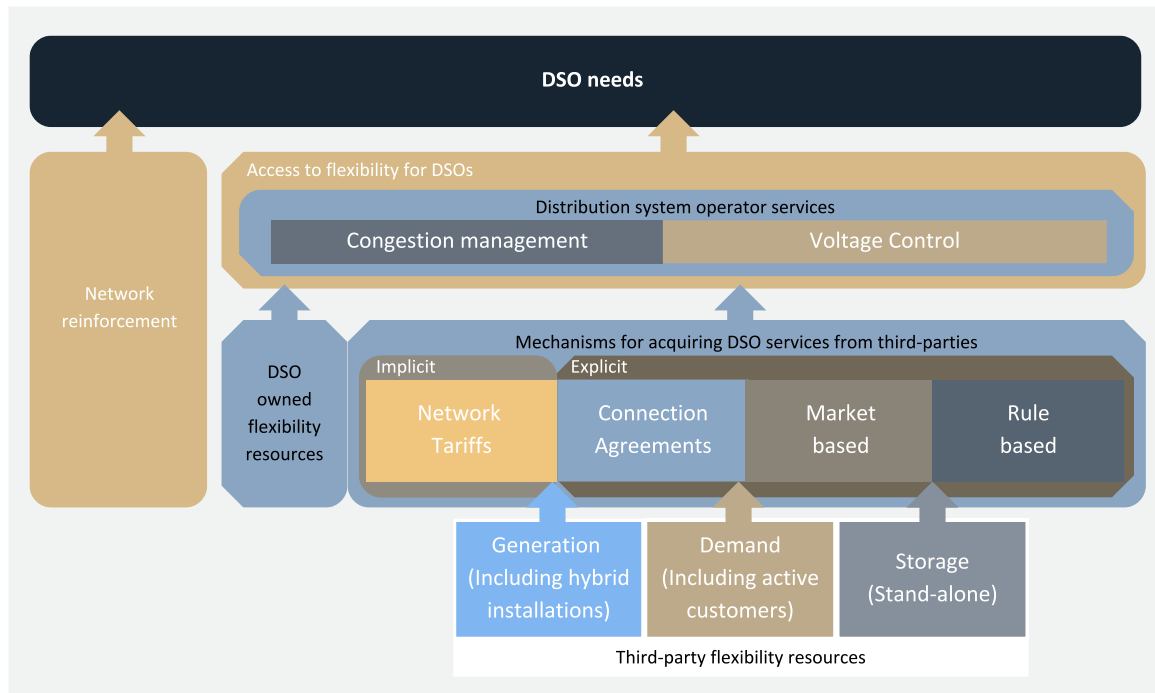 DSO needs
Network
reinforcement
Access to flexibility for DSOs
Distribution system operator services
Congestion management
Voltage Control
DSO
owned
flexibility
resources
Mechanisms for acquiring DSO services from third-parties
Implicit
Explicit
Network
Tariffs
Connection
Agreements
Market
based
Rule
based
Generation
(Including hybrid
installations)
Demand
(Including active
customers)
Storage
(Stand-alone)
Third-party flexibility resources